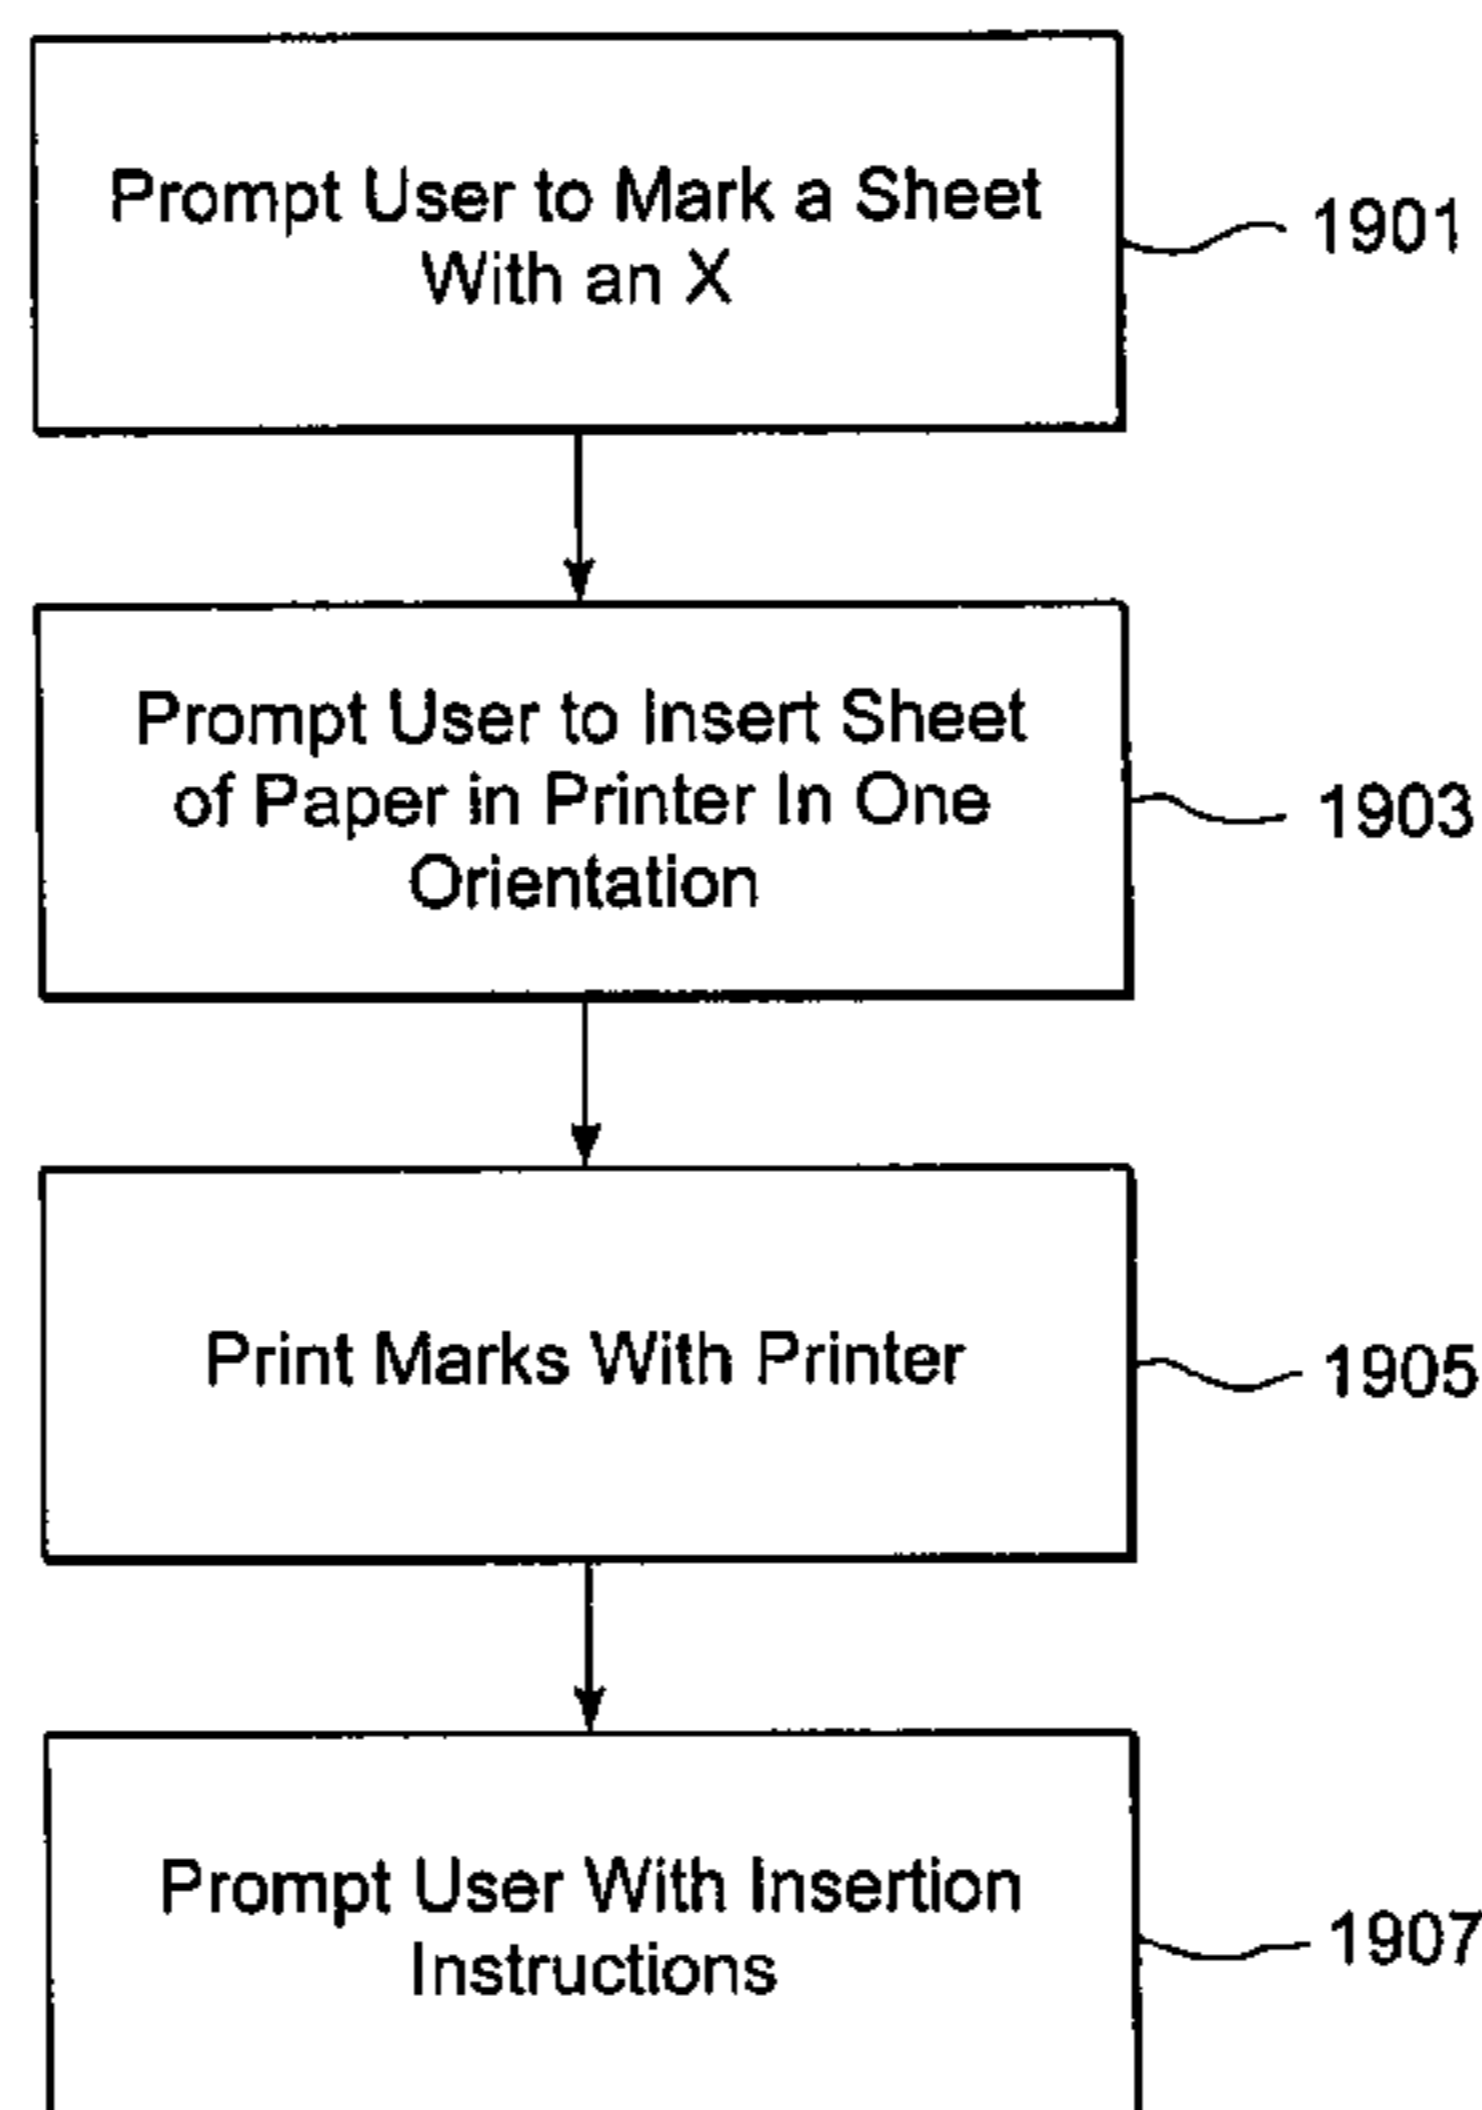 Prompt User to Mark a Sheet
With an X
1901
Prompt User to Insert Sheet
of Paper in Printer In One
Orientation
1903
Print Marks With Printer
1905
Prompt User With Insertion
Instructions
1907